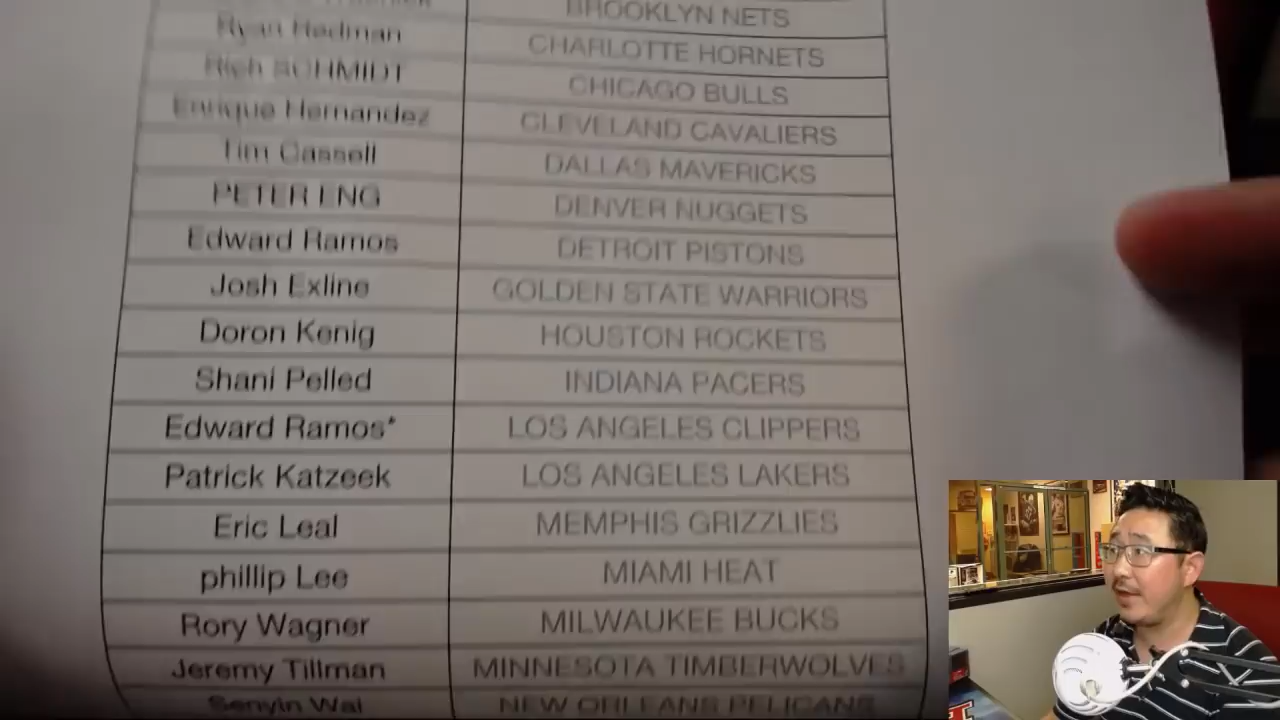 BROOKLYN NETS
Ryan Redman CHARLOTTE HORNETS
Rich SCHMIDT CHICAGO BULLS
Enrique Hernandez CLEVELAND CAVALIERS
Tim Cassell DALLAS MAVERICKS
PETER ENG DENVER NUGGETS
Edward Ramos DETROIT PISTONS
Josh Exline GOLDEN STATE WARRIORS
Doron Kenig HOUSTON ROCKETS
Shani Pelled INDIANA PACERS
Edward Ramos* LOS ANGELES CLIPPERS
Patrick Katzeek LOS ANGELES LAKERS
Eric Leal MEMPHIS GRIZZLIES
phillip Lee MIAMI HEAT
Rory Wagner MILWAUKEE BUCKS
Jeremy Tillman MINNESOTA TIMBERWOLVES
Senyin Wai NEW ORLEANS PELICANS